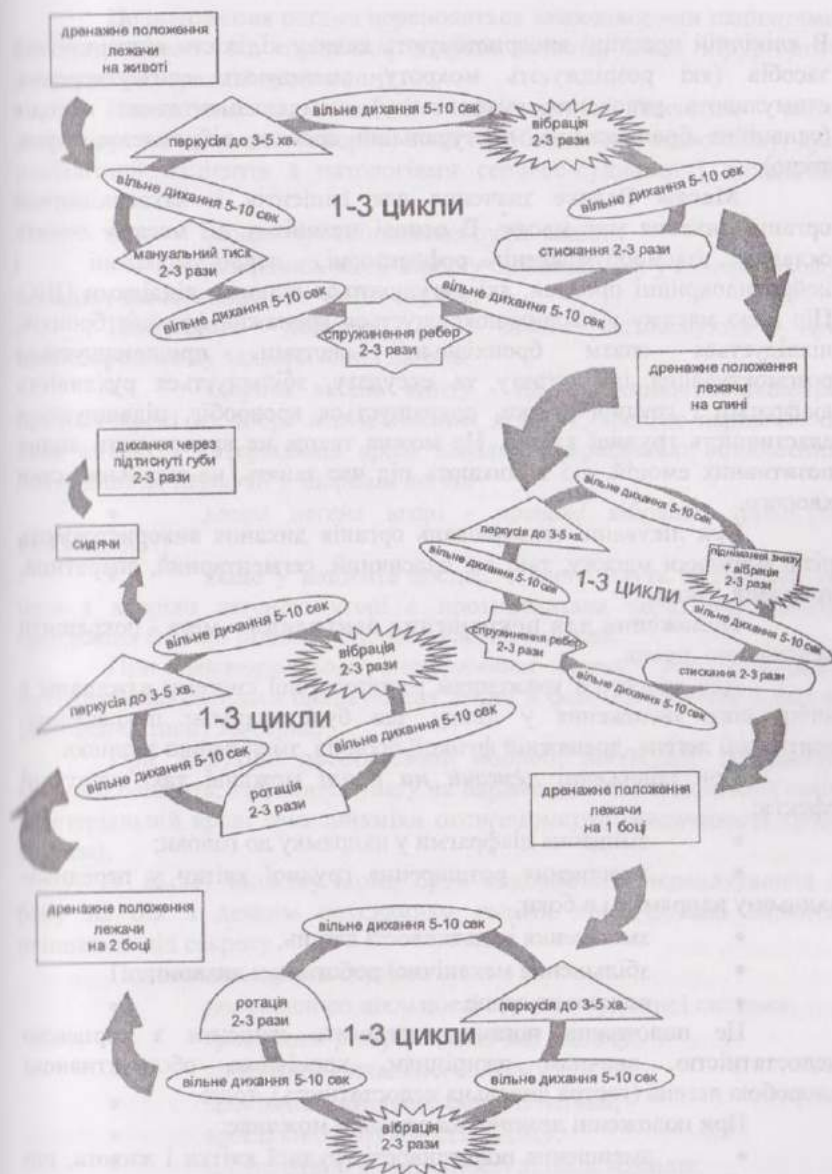 дренажне положення
лежачи
на животі
вільне дихання 5-10 сек
перкусія до 3-5 хв.
вібрація
2-3 рази
вільне дихання 5-10 сек
вільне дихання 5-10 сек
1-3 цикли
мануальний тиск
2-3 рази
стискання 2-3 рази
вільне дихання 5-10 сек
вільне дихання 5-10 сек
спружинення ребер
2-3 рази
дренажне положення
лежачи
на спині
дихання через
підтиснуті губи
2-3 рази
сидячи
вільне дихання 5-10 сек
перкусія до 3-5 хв.
вільне дихання 5-10 сек
+ вібрація
2-3 рази
1-3 цикли
вільне дихання 5-10 сек
спружинення ребер
2-3 рази
стискання 2-3 рази
вільне дихання 5-10 сек
вільне дихання 5-10 сек
вібрація
2-3 рази
перкусія до 3-5 хв.
1-3 цикли
вільне дихання 5-10 сек
вільне дихання 5-10 сек
ротація
2-3 рази
дренажне положення
лежачи
на 1 боці
дренажне положення
лежачи
на 2 боці
вільне дихання 5-10 сек
ротація
2-3 рази
перкусія до 3-5 хв.
1-3 цикли
вільне дихання 5-10 сек
вільне дихання 5-10 сек
вібрація
2-3 рази